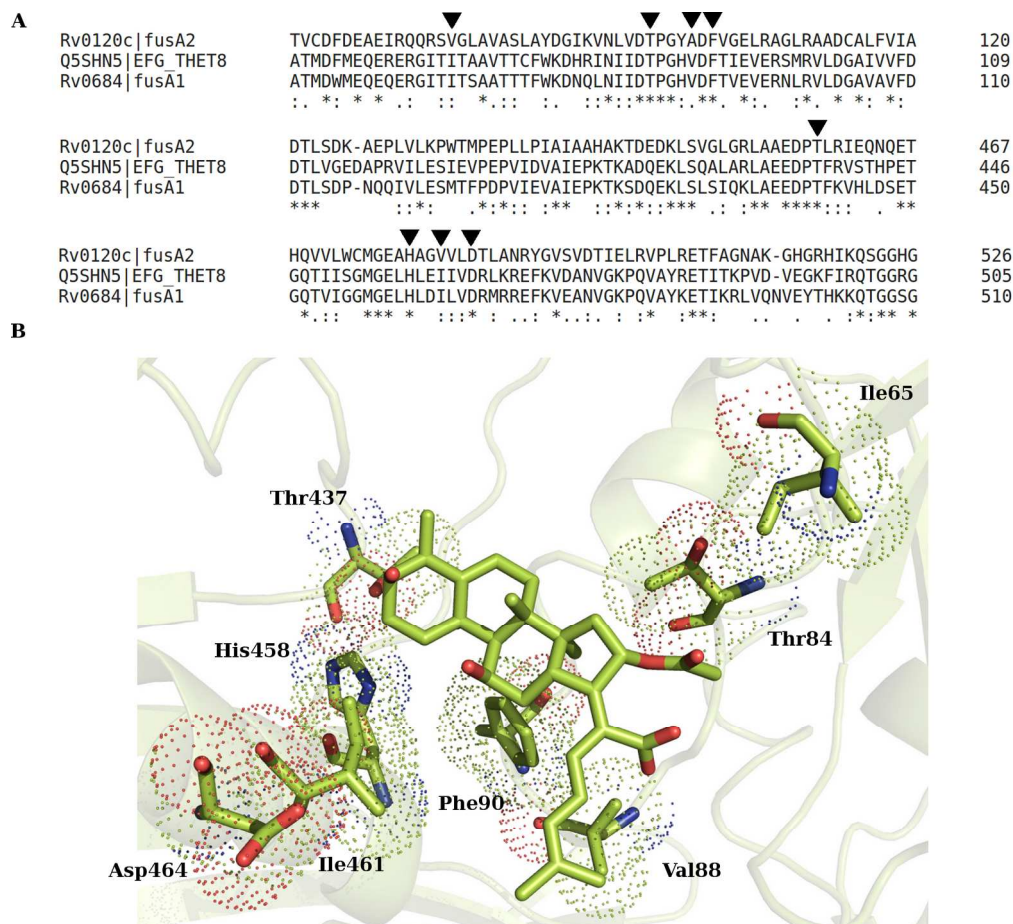 A
Rv0120c|fusA2 TVCDFDEAEIRQQRSVGLAVASLAYDGIKVNLVDTPGYADFVGELRAGLRAADCALFVIA 120
Q5SHN5|EFG_THET8 ATMDFMEQERERGITITAAVTTCFWKDHRINIIDTPGHVDFTIEVERSMRVLDGAIVVFD 109
Rv0684|fusA1 ATMDWMEQEQERGITITSAATTTFWKDNQLNIIDTPGHVDFTVEVERNLRVLDGAVAVFD 110
:. *: * * .: :: *.: :. ::*:**** .**. *: .:*. * *: *:
Rv0120c|fusA2 DTLSDK-AEPLVLKPWTMPEPLLPIAIAAHAKTDEDKLSVGLGRLAAEDPTLRIEQNQET 467
Q5SHN5|EFG_THET8 DTLVGEDAPRVILESIEVPEPVIDVAIEPKTKADQEKLSQALARLAEEDPTFRVSTHPET 446
Rv0684|fusA1 DTLSDP-NQQIVLESMTFPDPVIEVAIEPKTKSDQEKLSLSIQKLAEEDPTFKVHLDSET 450
*** ::*: .*:*:: :** ::*:*::*** .: :** ****::: . **
Rv0120c|fusA2 HQVVLWCMGEAHAGVVLDTLANRYGVSVDTIELRVPLRETFAGNAK-GHGRHIKQSGGHG 526
Q5SHN5|EFG_THET8 GQTIISGMGELHLEIIVDRLKREFKVDANVGKPQVAYRETITKPVD-VEGKFIRQTGGRG 505
Rv0684|fusA1 GQTVIGGMGELHLDILVDRMRREFKVEANVGKPQVAYKETIKRLVQNVEYTHKKQTGGSG 510
*.:: *** * :::* : ..: *..:. : :* :**: .. . . :*:** *
B
Ile65
Thr437
Thr84
His458
Phe90
Asp464
Ile461
Val88